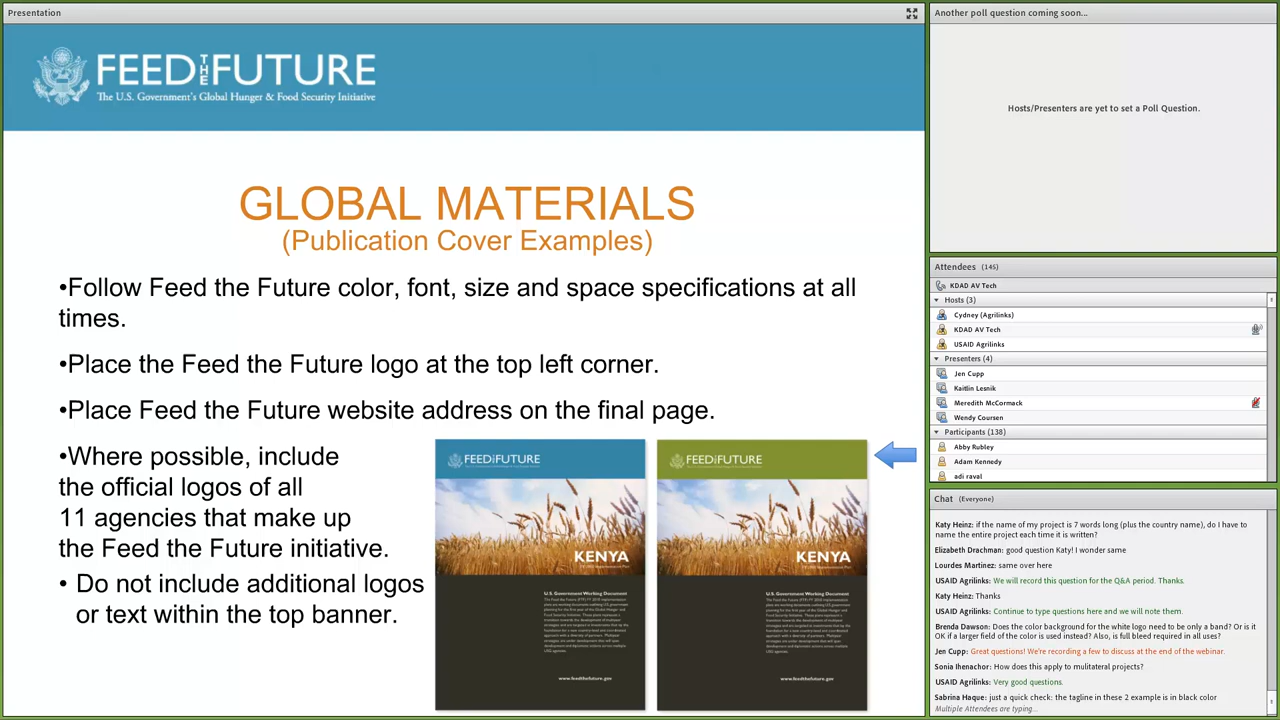 Presentation
FEED THE FUTURE
The U.S. Government's Global Hunger & Food Security Initiative
GLOBAL MATERIALS
(Publication Cover Examples)
•Follow Feed the Future color, font, size and space specifications at all
times.
•Place the Feed the Future logo at the top left corner.
•Place Feed the Future website address on the final page.
•Where possible, include
the official logos of all
11 agencies that make up
the Feed the Future initiative.
• Do not include additional logos
or text within the top banner.
FEED THE FUTURE
KENYA
U.S. Government Working Document
www.feedthefuture.gov
FEED THE FUTURE
KENYA
U.S. Government Working Document
www.feedthefuture.gov
Another poll question coming soon...
Hosts/Presenters are yet to set a Poll Question.
Attendees (145)
KDAD AV Tech
Hosts (3)
Cydney (Agrilinks)
KDAD AV Tech
USAID Agrilinks
Presenters (4)
Jen Cupp
Kaitlin Lesnik
Meredith McCormack
Wendy Coursen
Participants (138)
Abby Rubley
Adam Kennedy
adi raval
Chat (Everyone)
Katy Heinz: if the name of my project is 7 words long (plus the country name), do I have to
name the entire project each time it is written?
Elizabeth Drachman: good question Katy! I wonder same
Lourdes Martinez: same over here
USAID Agrilinks: We will record this question for the Q&A period. Thanks.
Katy Heinz: Thanks
USAID Agrilinks: Continue to post questions here and we will note them.
Brenda Dawson: Does the color background for the white logo need to be only a band? or is it
OK if a larger field of the color is used instead? Also, is full bleed required in all uses?
Jen Cupp: Great questions! We're recording a few to discuss at the end of the webinar.
Sonia Ihenachor: How does this apply to mulitateral projects?
USAID Agrilinks: Very good questions.
Sabrina Haque: just a quick check: the tagline in these 2 example is in black color
Multiple Attendees are typing...